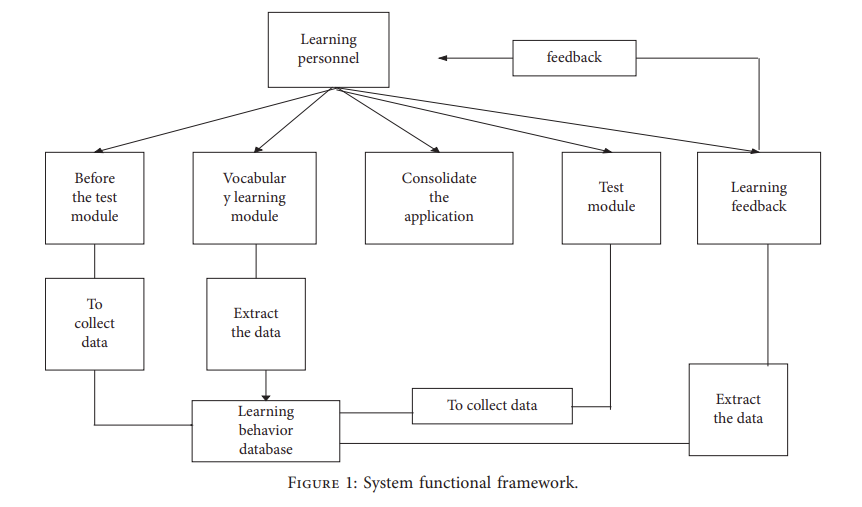 Learning
personnel
feedback
Before
the test
module
Vocabular
y learning
module
Consolidate
the
application
Test
module
Learning
feedback
To
collect
data
Extract
the data
To collect data
Extract
the data
Learning
behavior
database
FIGURE 1: System functional framework.